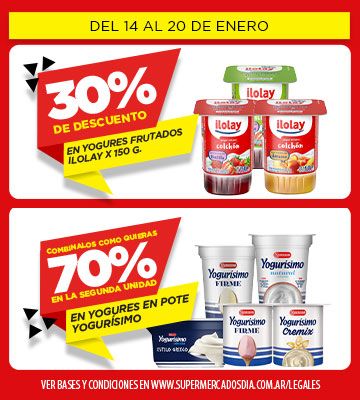 DEL 14 AL 20 DE ENERO
30%
DE DESCUENTO
EN YOGURES FRUTADOS
ILOLAY X 150 G.
ilolay
ilolay
colchón
ilolay
colchón
COMBINALOS COMO QUIERAS
70%
EN LA SEGUNDA UNIDAD
EN YOGURES EN POTE
YOGURÍSIMO
Yogurísimo
FIRME
Yogurísimo
natural
Yogurísimo
ESTILO GRIEGO
Yogurísimo
FIRME
Yogurísimo
Cremix
VER BASES Y CONDICIONES EN WWW.SUPERMERCADOSDIA.COM.AR/LEGALES